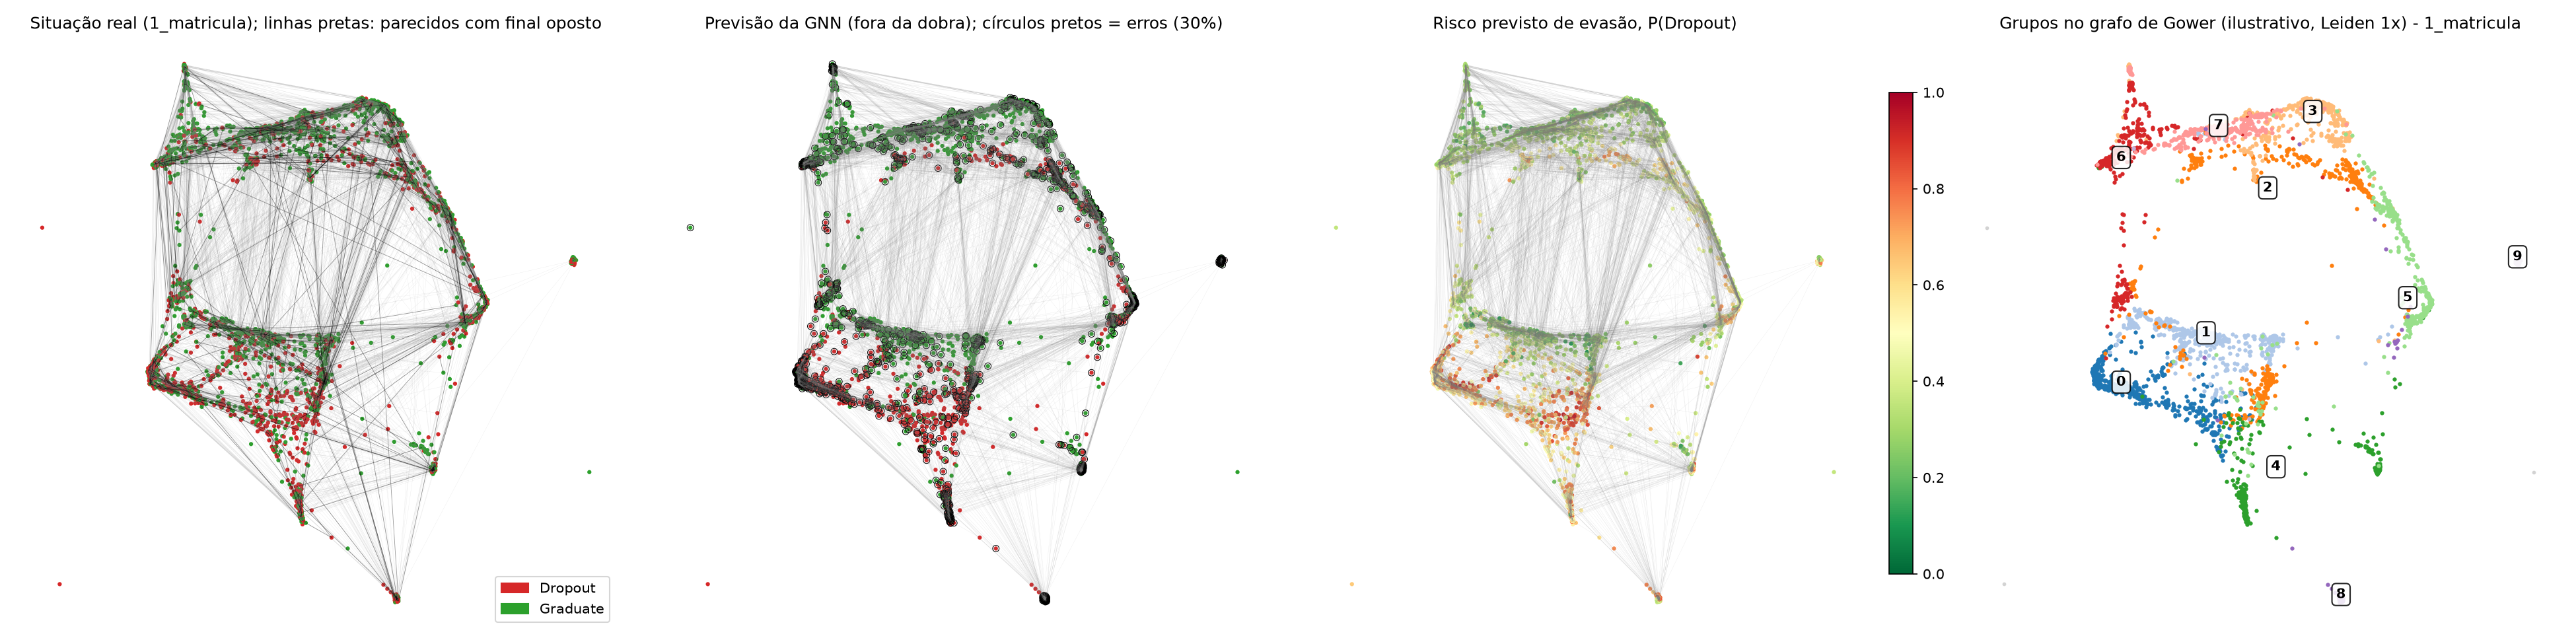 Situação real (1_matricula); linhas pretas: parecidos com final oposto
Dropout
Graduate
Previsão da GNN (fora da dobra); círculos pretos = erros (30%)
Risco previsto de evasão, P(Dropout)
1.0
0.8
0.6
0.4
0.2
0.0
Grupos no grafo de Gower (ilustrativo, Leiden 1x) - 1_matricula
3
7
6
2
9
5
1
0
4
8